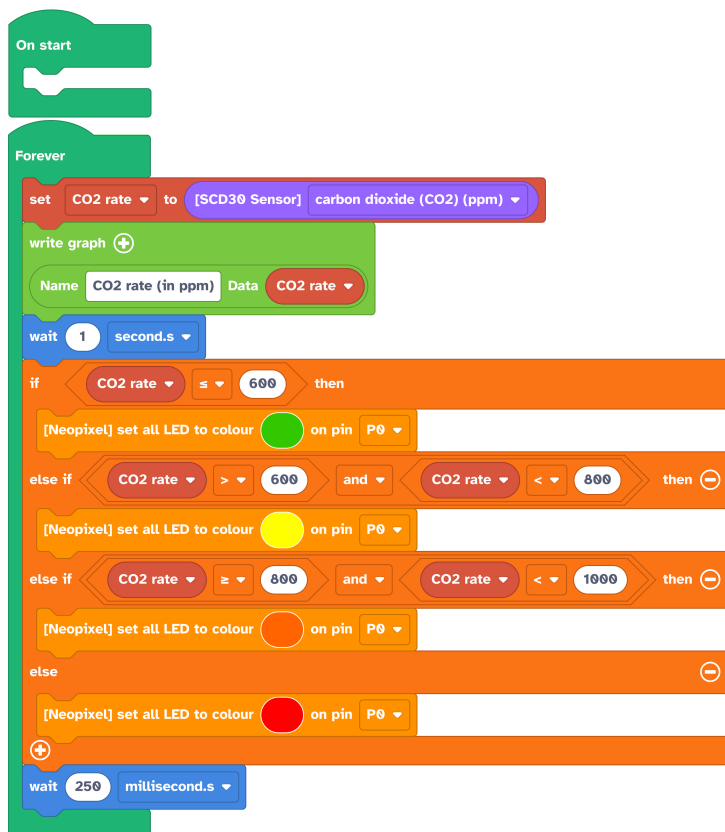 On start
Forever
set CO2 rate to [SCD30 Sensor] carbon dioxide (CO2) (ppm)
write graph
Name CO2 rate (in ppm) Data CO2 rate
wait 1 second.s
if CO2 rate ≤ 600 then
[Neopixel] set all LED to colour on pin P0
else if CO2 rate > 600 and CO2 rate < 800 then
[Neopixel] set all LED to colour on pin P0
else if CO2 rate ≥ 800 and CO2 rate < 1000 then
[Neopixel] set all LED to colour on pin P0
else
[Neopixel] set all LED to colour on pin P0
wait 250 millisecond.s